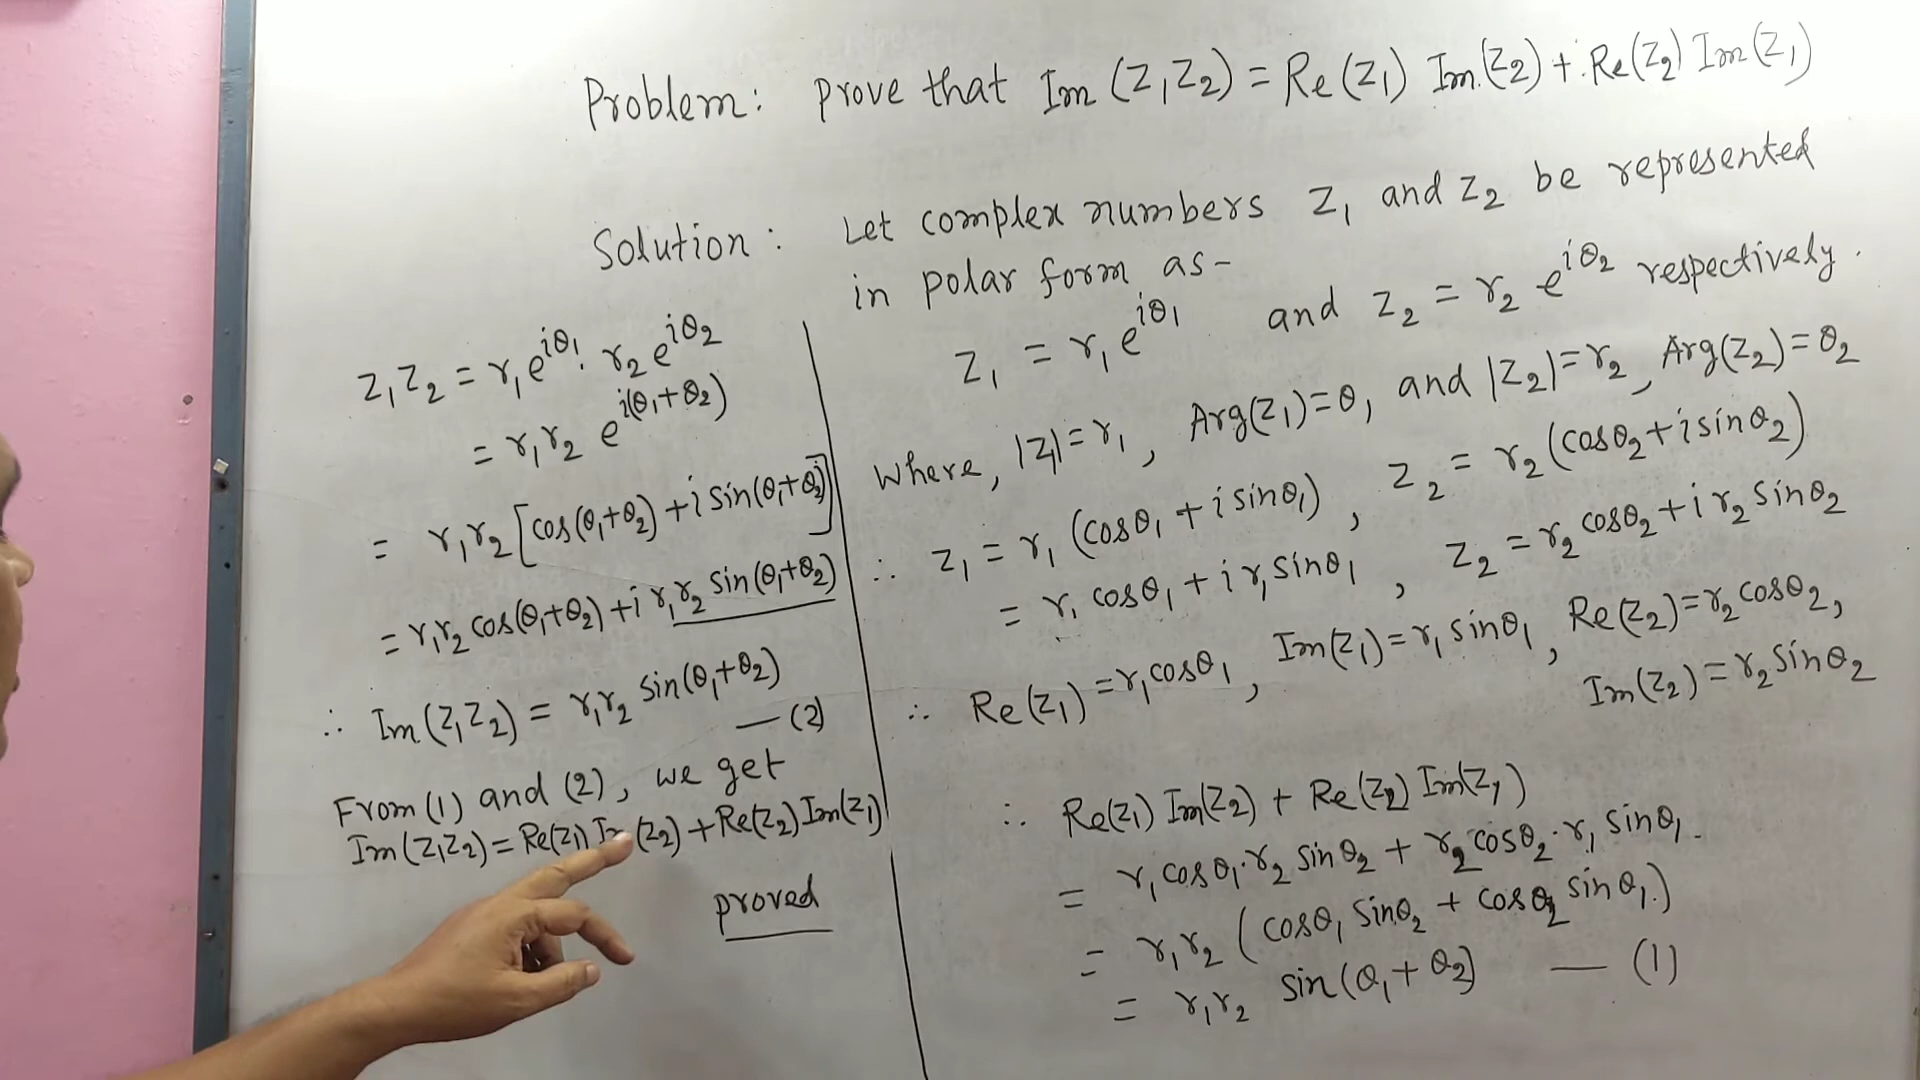 Problem: prove that Im (Z₁Z₂) = Re (Z₁) Im (Z₂) + Re(Z₂) Im (Z₁)
Solution: Let complex numbers Z₁ and Z₂ be represented
in polar form as-
Z₁ = r₁ e^{iθ₁} and Z₂ = r₂ e^{iθ₂} respectively.
Where, |Z₁| = r₁, Arg(Z₁) = θ₁ and |Z₂| = r₂, Arg(Z₂) = θ₂
∴ Z₁ = r₁ (cosθ₁ + i sinθ₁), Z₂ = r₂ (cosθ₂ + i sinθ₂)
= r₁ cosθ₁ + i r₁ sinθ₁, Z₂ = r₂ cosθ₂ + i r₂ sinθ₂
∴ Re(Z₁) = r₁ cosθ₁, Im(Z₁) = r₁ sinθ₁, Re(Z₂) = r₂ cosθ₂,
Im(Z₂) = r₂ sinθ₂
∴ Re(Z₁) Im(Z₂) + Re(Z₂) Im(Z₁)
= r₁ cosθ₁ · r₂ sinθ₂ + r₂ cosθ₂ · r₁ sinθ₁
= r₁r₂ (cosθ₁ sinθ₂ + cosθ₂ sinθ₁)
= r₁r₂ sin(θ₁ + θ₂) — (1)
Z₁Z₂ = r₁ e^{iθ₁} · r₂ e^{iθ₂}
= r₁r₂ e^{i(θ₁+θ₂)}
= r₁r₂ [cos(θ₁+θ₂) + i sin(θ₁+θ₂)]
= r₁r₂ cos(θ₁+θ₂) + i r₁r₂ sin(θ₁+θ₂)
∴ Im (Z₁Z₂) = r₁r₂ sin(θ₁+θ₂)
— (2)
From (1) and (2), we get
Im (Z₁Z₂) = Re(Z₁) Im(Z₂) + Re(Z₂) Im(Z₁)
proved